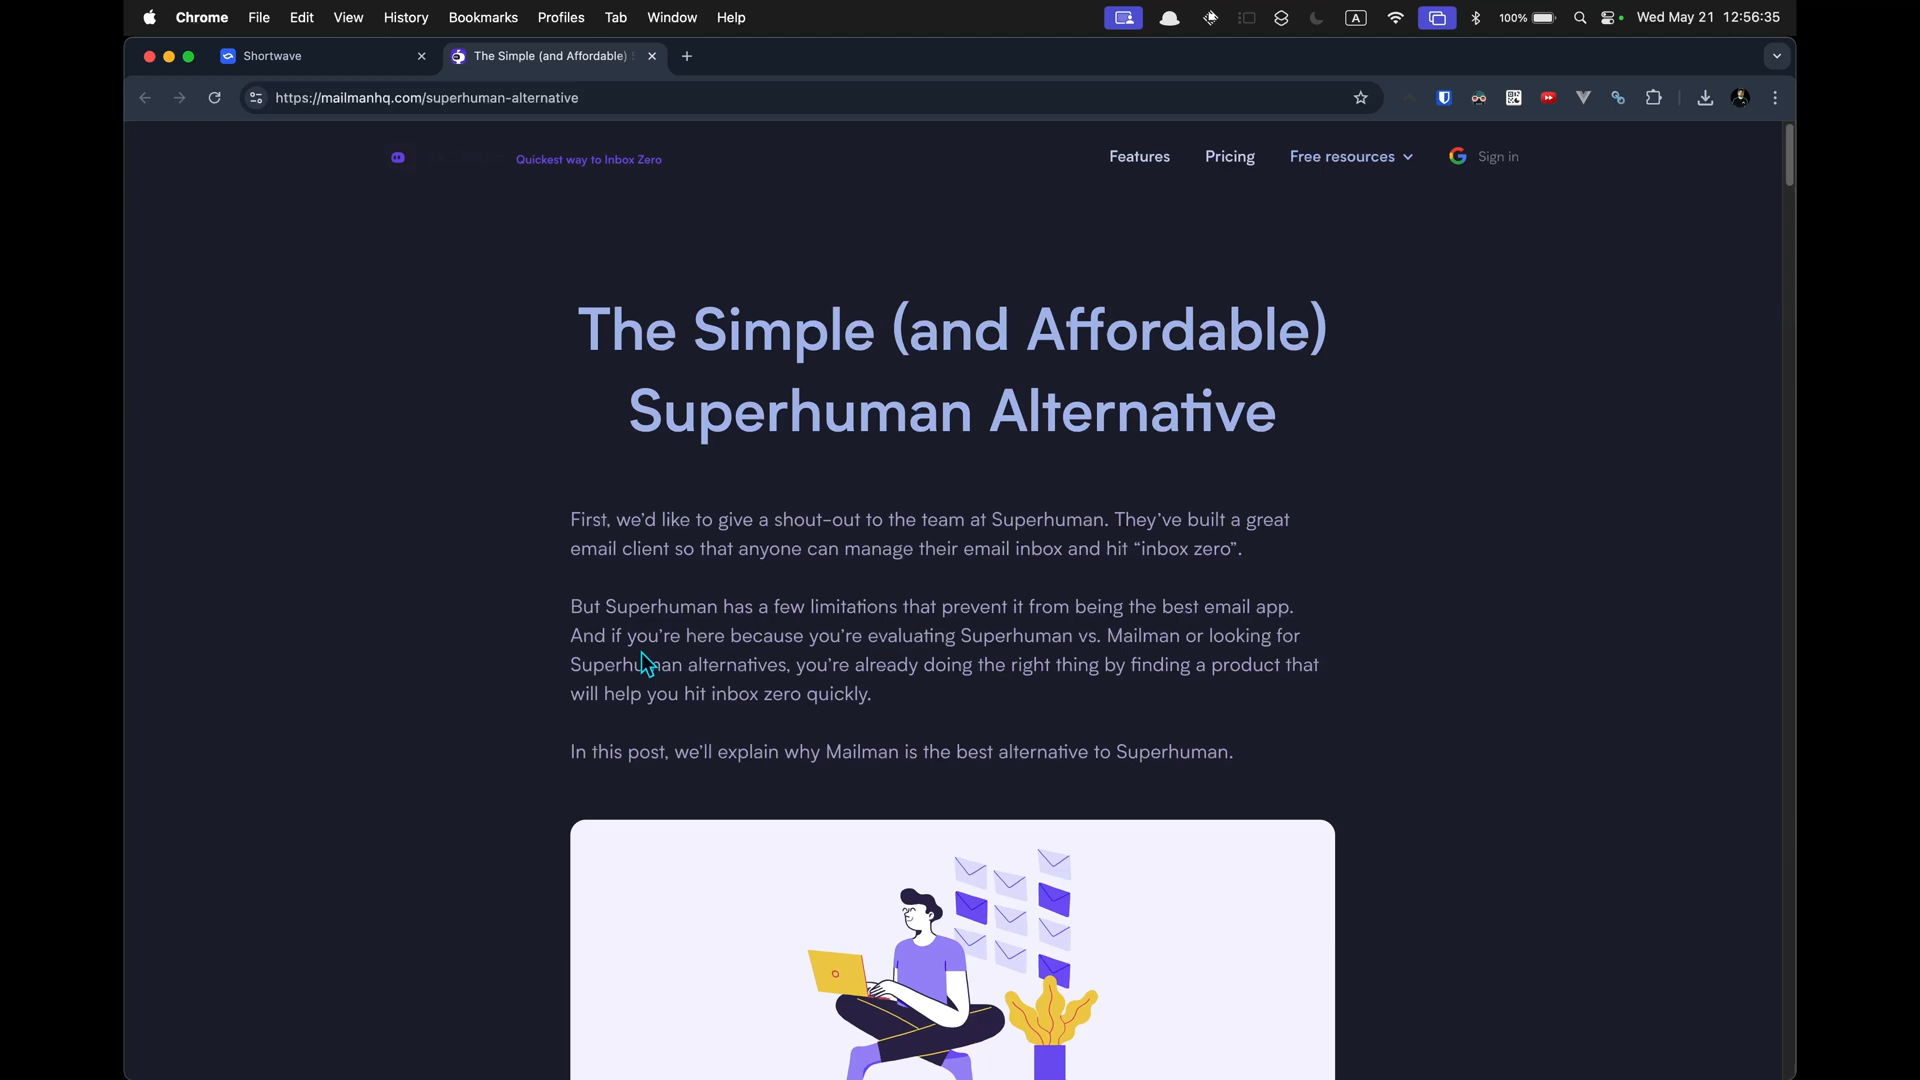 Chrome File Edit View History Bookmarks Profiles Tab Window Help
A 100% Wed May 21 12:56:35
Shortwave
The Simple (and Affordable)
https://mailmanhq.com/superhuman-alternative
Quickest way to Inbox Zero
Features Pricing Free resources Sign in
The Simple (and Affordable)
Superhuman Alternative
First, we’d like to give a shout-out to the team at Superhuman. They’ve built a great
email client so that anyone can manage their email inbox and hit “inbox zero”.
But Superhuman has a few limitations that prevent it from being the best email app.
And if you’re here because you’re evaluating Superhuman vs. Mailman or looking for
Superhuman alternatives, you’re already doing the right thing by finding a product that
will help you hit inbox zero quickly.
In this post, we’ll explain why Mailman is the best alternative to Superhuman.